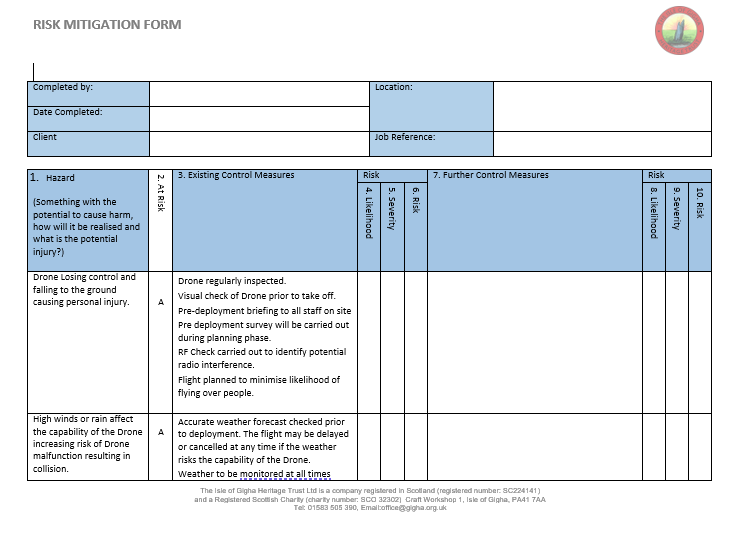 RISK MITIGATION FORM
Completed by:
Location:
Date Completed:
Client
Job Reference:
1. Hazard
(Something with the
potential to cause harm,
how will it be realised and
what is the potential
injury?)
2. At Risk
3. Existing Control Measures
Risk
4. Likelihood
5. Severity
6. Risk
7. Further Control Measures
Risk
8. Likelihood
9. Severity
10. Risk
Drone Losing control and
falling to the ground
causing personal injury.
A
Drone regularly inspected.
Visual check of Drone prior to take off.
Pre-deployment briefing to all staff on site
Pre deployment survey will be carried out
during planning phase.
RF Check carried out to identify potential
radio interference.
Flight planned to minimise likelihood of
flying over people.
High winds or rain affect
the capability of the Drone
increasing risk of Drone
malfunction resulting in
collision.
A
Accurate weather forecast checked prior
to deployment. The flight may be delayed
or cancelled at any time if the weather
risks the capability of the Drone.
Weather to be monitored at all times
The Isle of Gigha Heritage Trust Ltd is a company registered in Scotland (registered number: SC224141)
and a Registered Scottish Charity (charity number: SCO 32302) Craft Workshop 1, Isle of Gigha, PA41 7AA
Tel: 01583 505 390, Email:office@gigha.org.uk